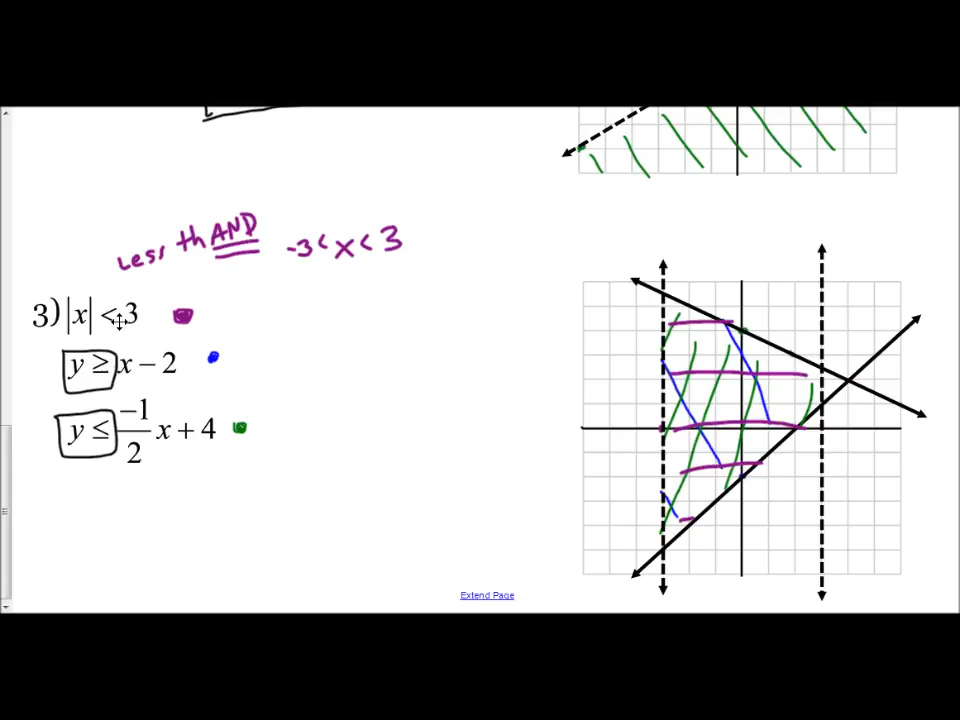 Less thAND -3 < x < 3
3) |x| < 3
y ≥ x − 2
y ≤ -1/2 x + 4
Extend Page